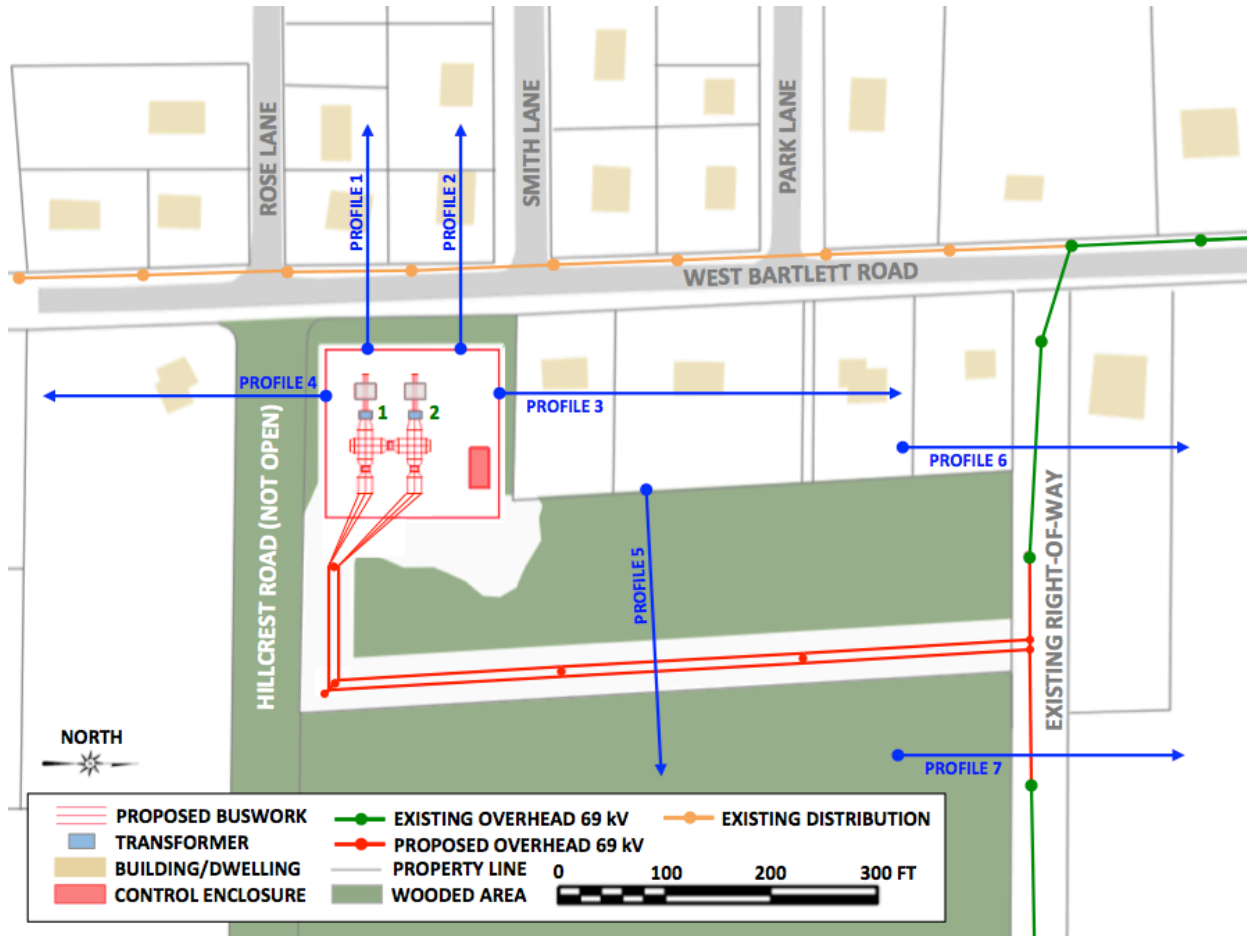 ROSE LANE
SMITH LANE
PARK LANE
PROFILE 1
PROFILE 2
WEST BARTLETT ROAD
PROFILE 4
1
2
PROFILE 3
PROFILE 6
HILLCREST ROAD (NOT OPEN)
PROFILE 5
EXISTING RIGHT-OF-WAY
NORTH
PROFILE 7
PROPOSED BUSWORK
TRANSFORMER
BUILDING/DWELLING
CONTROL ENCLOSURE
EXISTING OVERHEAD 69 kV
PROPOSED OVERHEAD 69 kV
PROPERTY LINE
WOODED AREA
EXISTING DISTRIBUTION
0 100 200 300 FT